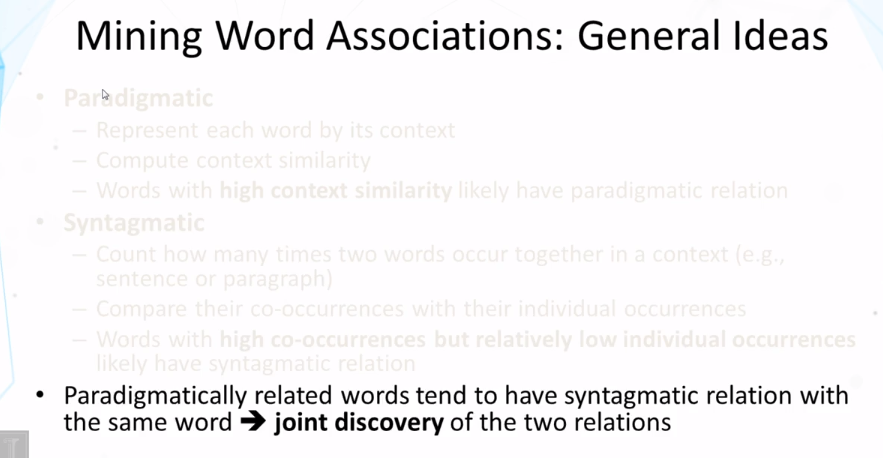 Mining Word Associations: General Ideas
• Paradigmatic
– Represent each word by its context
– Compute context similarity
– Words with high context similarity likely have paradigmatic relation
• Syntagmatic
– Count how many times two words occur together in a context (e.g.,
sentence or paragraph)
– Compare their co-occurrences with their individual occurrences
– Words with high co-occurrences but relatively low individual occurrences
likely have syntagmatic relation
• Paradigmatically related words tend to have syntagmatic relation with
the same word ➔ joint discovery of the two relations
I